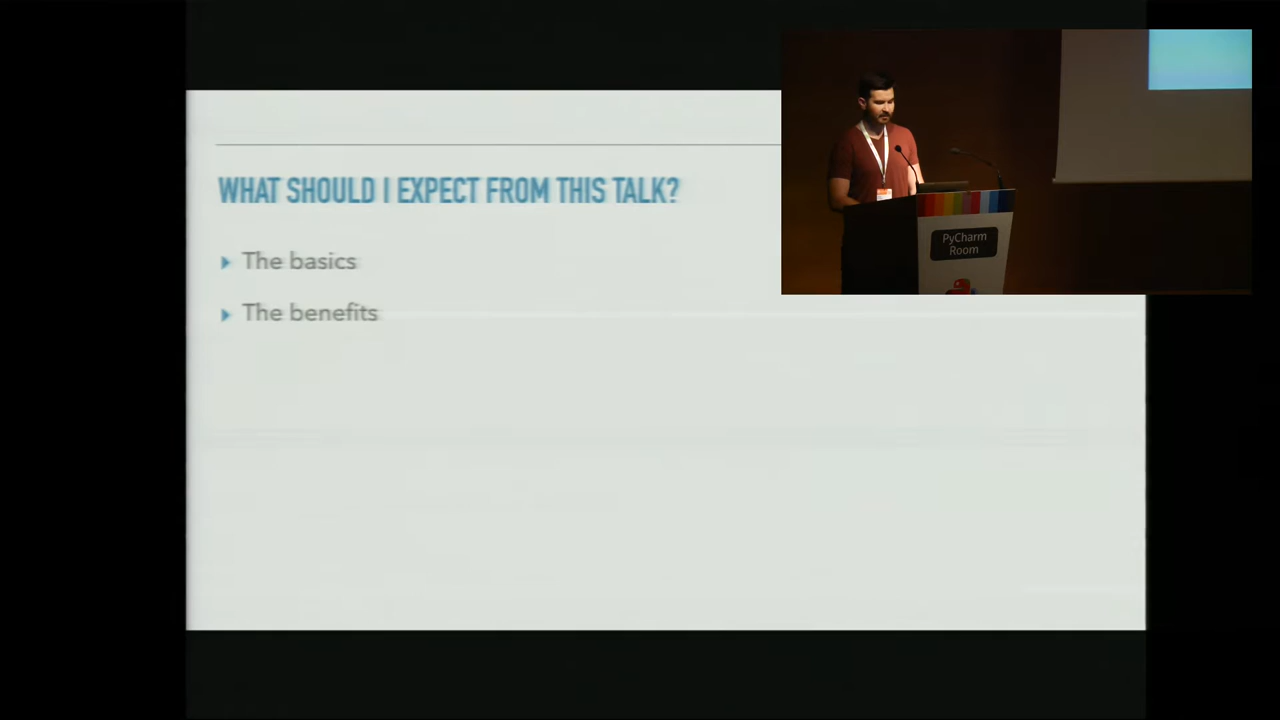 WHAT SHOULD I EXPECT FROM THIS TALK?
The basics
The benefits
PyCharm
Room